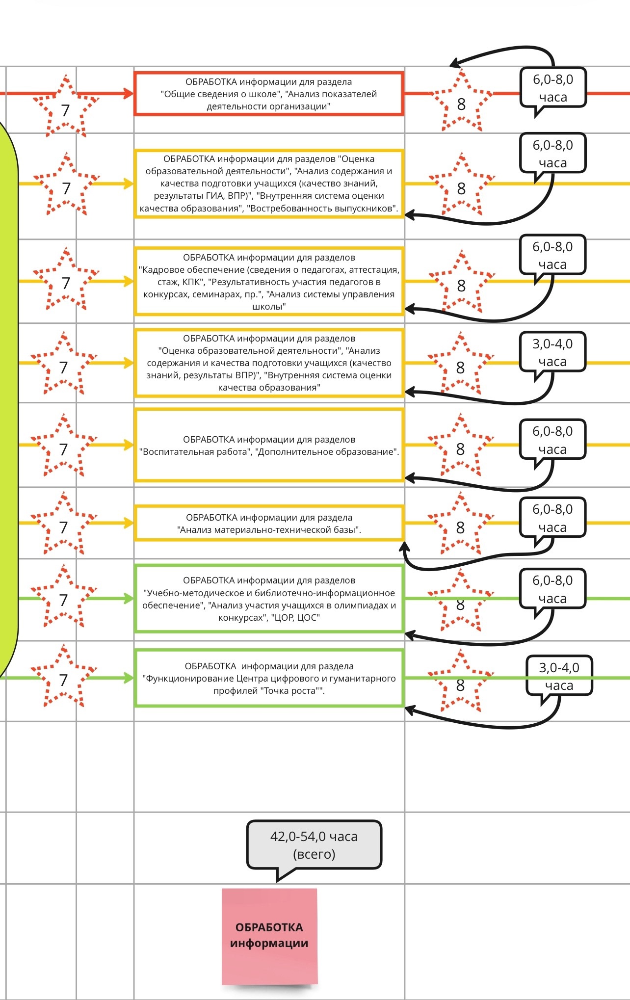 7
ОБРАБОТКА информации для раздела
"Общие сведения о школе", "Анализ показателей
деятельности организации"
8
6,0-8,0
часа
7
ОБРАБОТКА информации для разделов "Оценка
образовательной деятельности", "Анализ содержания и
качества подготовки учащихся (качество знаний,
результаты ГИА, ВПР)", "Внутренняя система оценки
качества образования", "Востребованность выпускников".
8
6,0-8,0
часа
7
ОБРАБОТКА информации для разделов
"Кадровое обеспечение (сведения о педагогах, аттестация,
стаж, КПК", "Результативность участия педагогов в
конкурсах, семинарах, пр.", "Анализ системы управления
школы"
8
6,0-8,0
часа
7
ОБРАБОТКА информации для разделов
"Оценка образовательной деятельности", "Анализ
содержания и качества подготовки учащихся (качество
знаний, результаты ВПР)", "Внутренняя система оценки
качества образования"
8
3,0-4,0
часа
7
ОБРАБОТКА информации для разделов
"Воспитательная работа", "Дополнительное образование".
8
6,0-8,0
часа
7
ОБРАБОТКА информации для раздела
"Анализ материально-технической базы".
8
6,0-8,0
часа
7
ОБРАБОТКА информации для разделов
"Учебно-методическое и библиотечно-информационное
обеспечение", "Анализ участия учащихся в олимпиадах и
конкурсах", "ЦОР, ЦОС"
8
6,0-8,0
часа
7
ОБРАБОТКА  информации для раздела
"Функционирование Центра цифрового и гуманитарного
профилей "Точка роста"".
8
3,0-4,0
часа
42,0-54,0 часа
(всего)
ОБРАБОТКА
информации